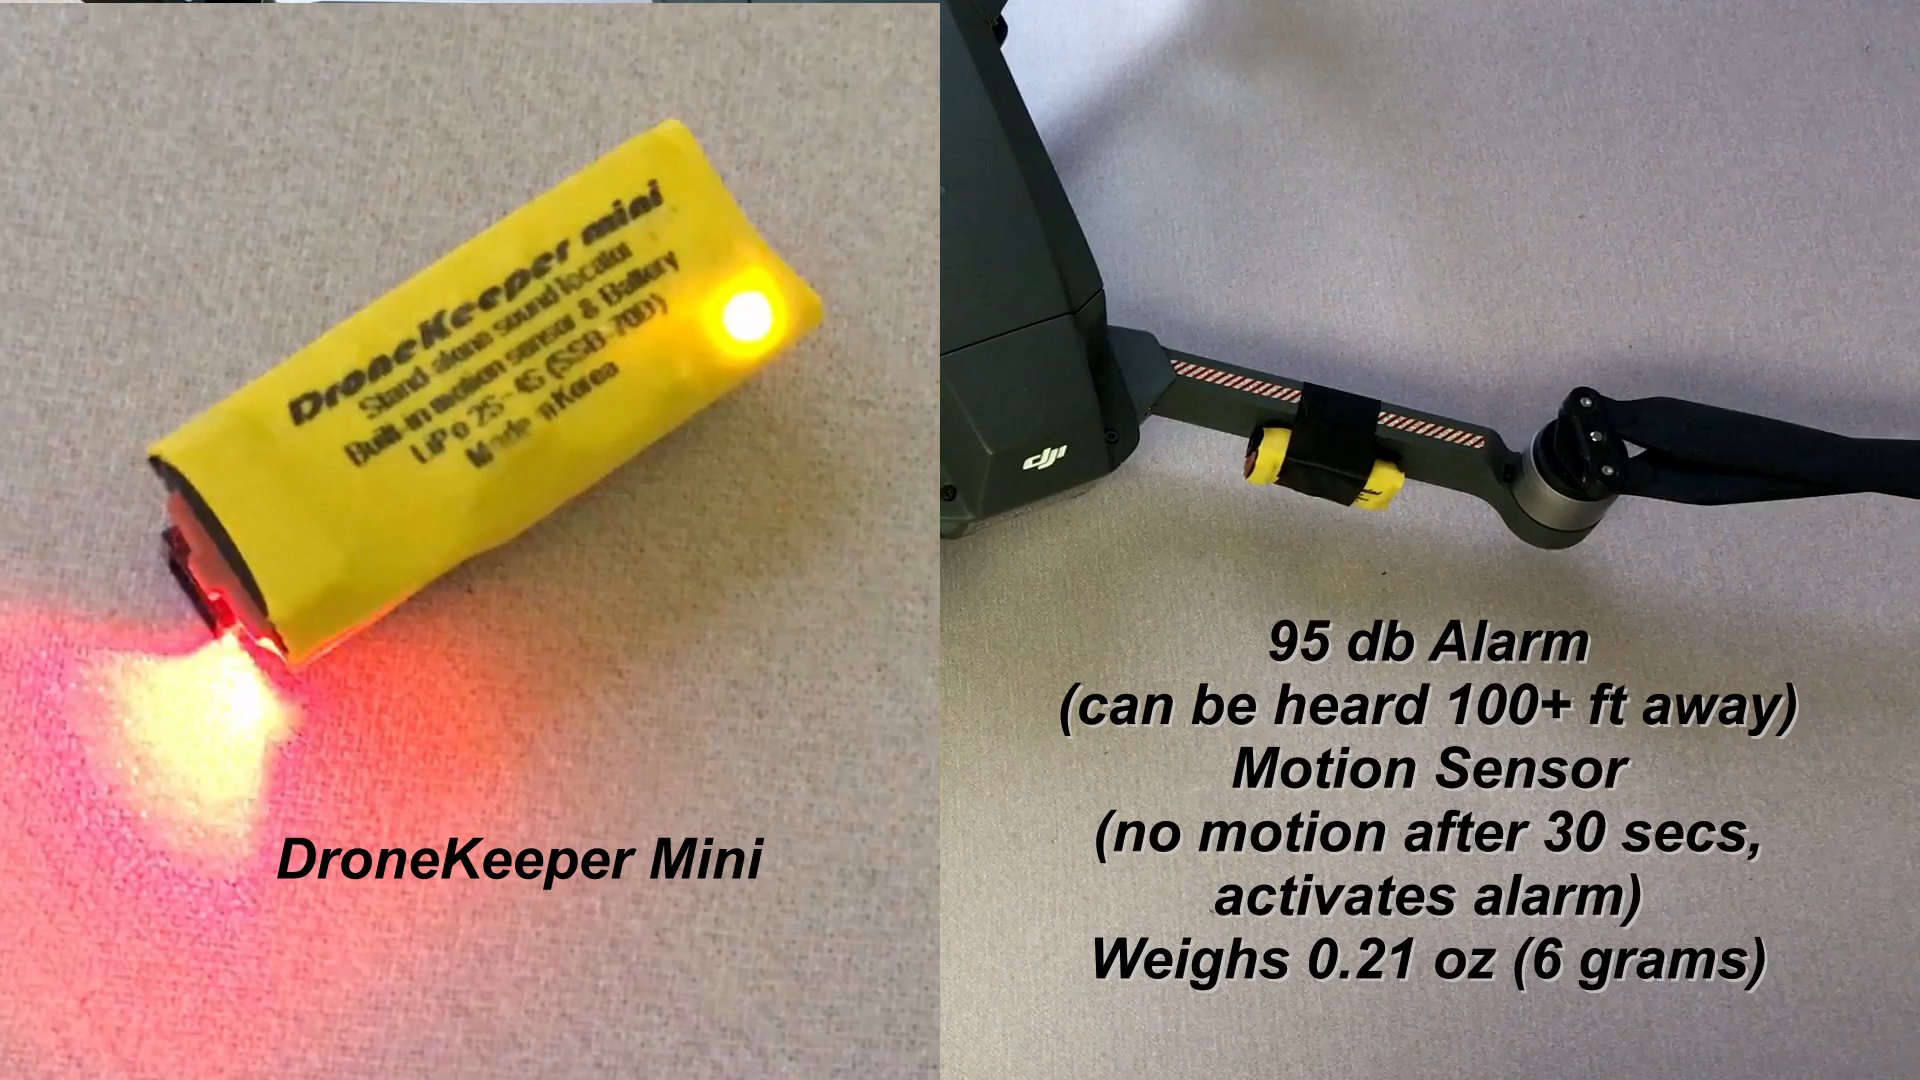 DroneKeeper mini
Stand alone sound locator
Built-in motion sensor & Battery
LiPo 2S-4S (SSB-70D)
Made in Korea
DroneKeeper Mini
dji
95 db Alarm
(can be heard 100+ ft away)
Motion Sensor
(no motion after 30 secs,
activates alarm)
Weighs 0.21 oz (6 grams)